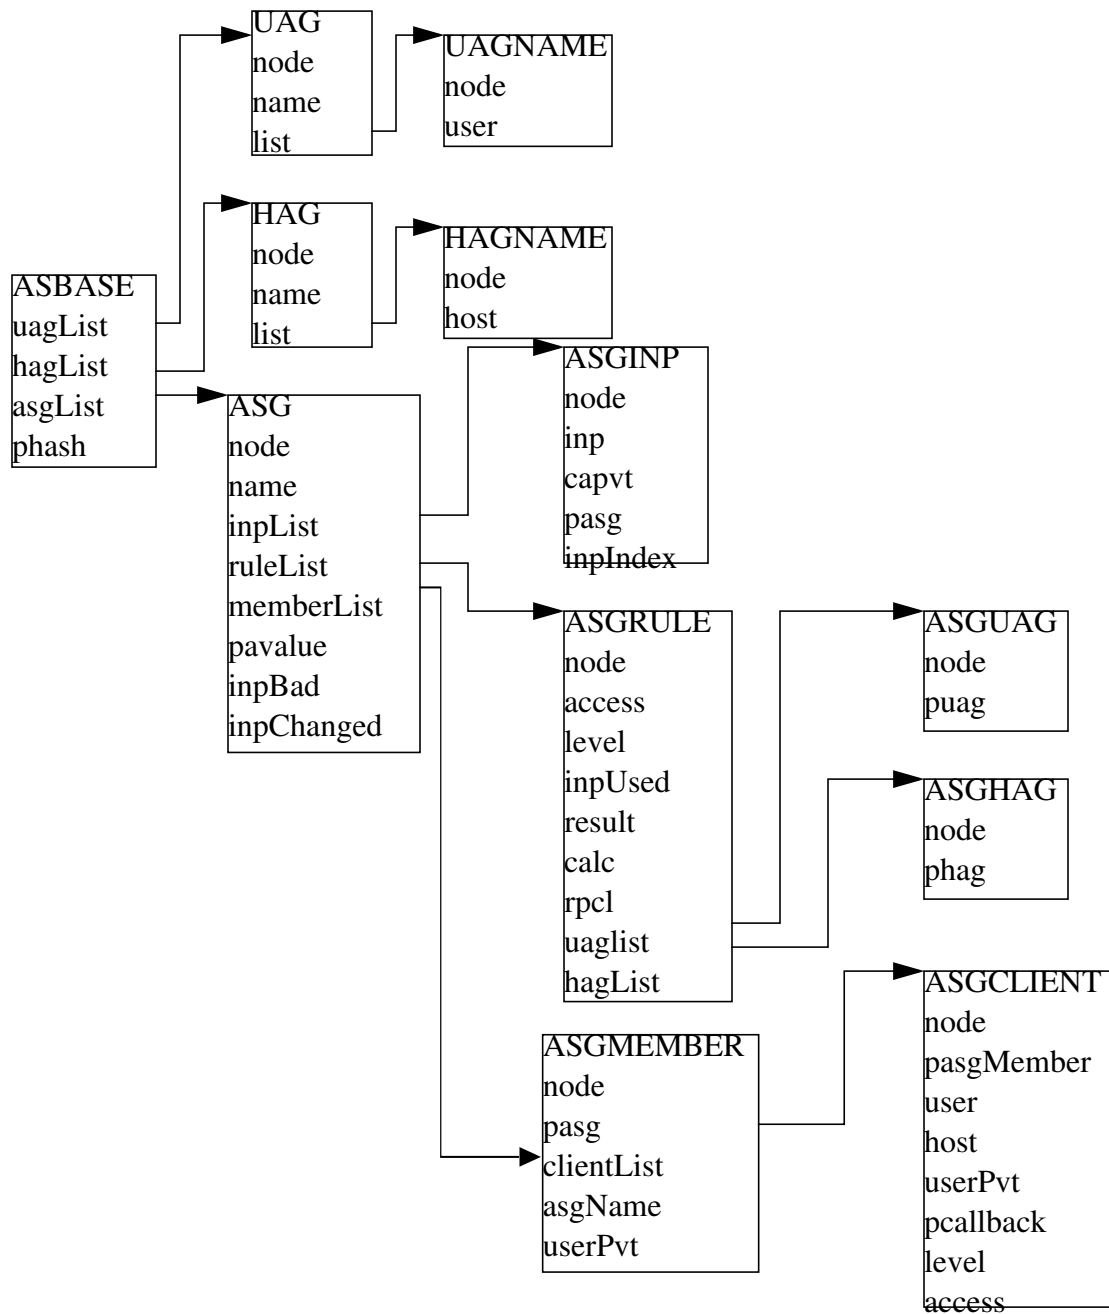 UAG
node
name
list
UAGNAME
node
user
HAG
node
name
list
HAGNAME
node
host
ASBASE
uagList
hagList
asgList
phash
ASG
node
name
inpList
ruleList
memberList
pavalue
inpBad
inpChanged
ASGINP
node
inp
capvt
pasg
inpIndex
ASGRULE
node
access
level
inpUsed
result
calc
rpcl
uaglist
hagList
ASGUAG
node
puag
ASGHAG
node
phag
ASGMEMBER
node
pasg
clientList
asgName
userPvt
ASGCLIENT
node
pasgMember
user
host
userPvt
pcallback
level
access